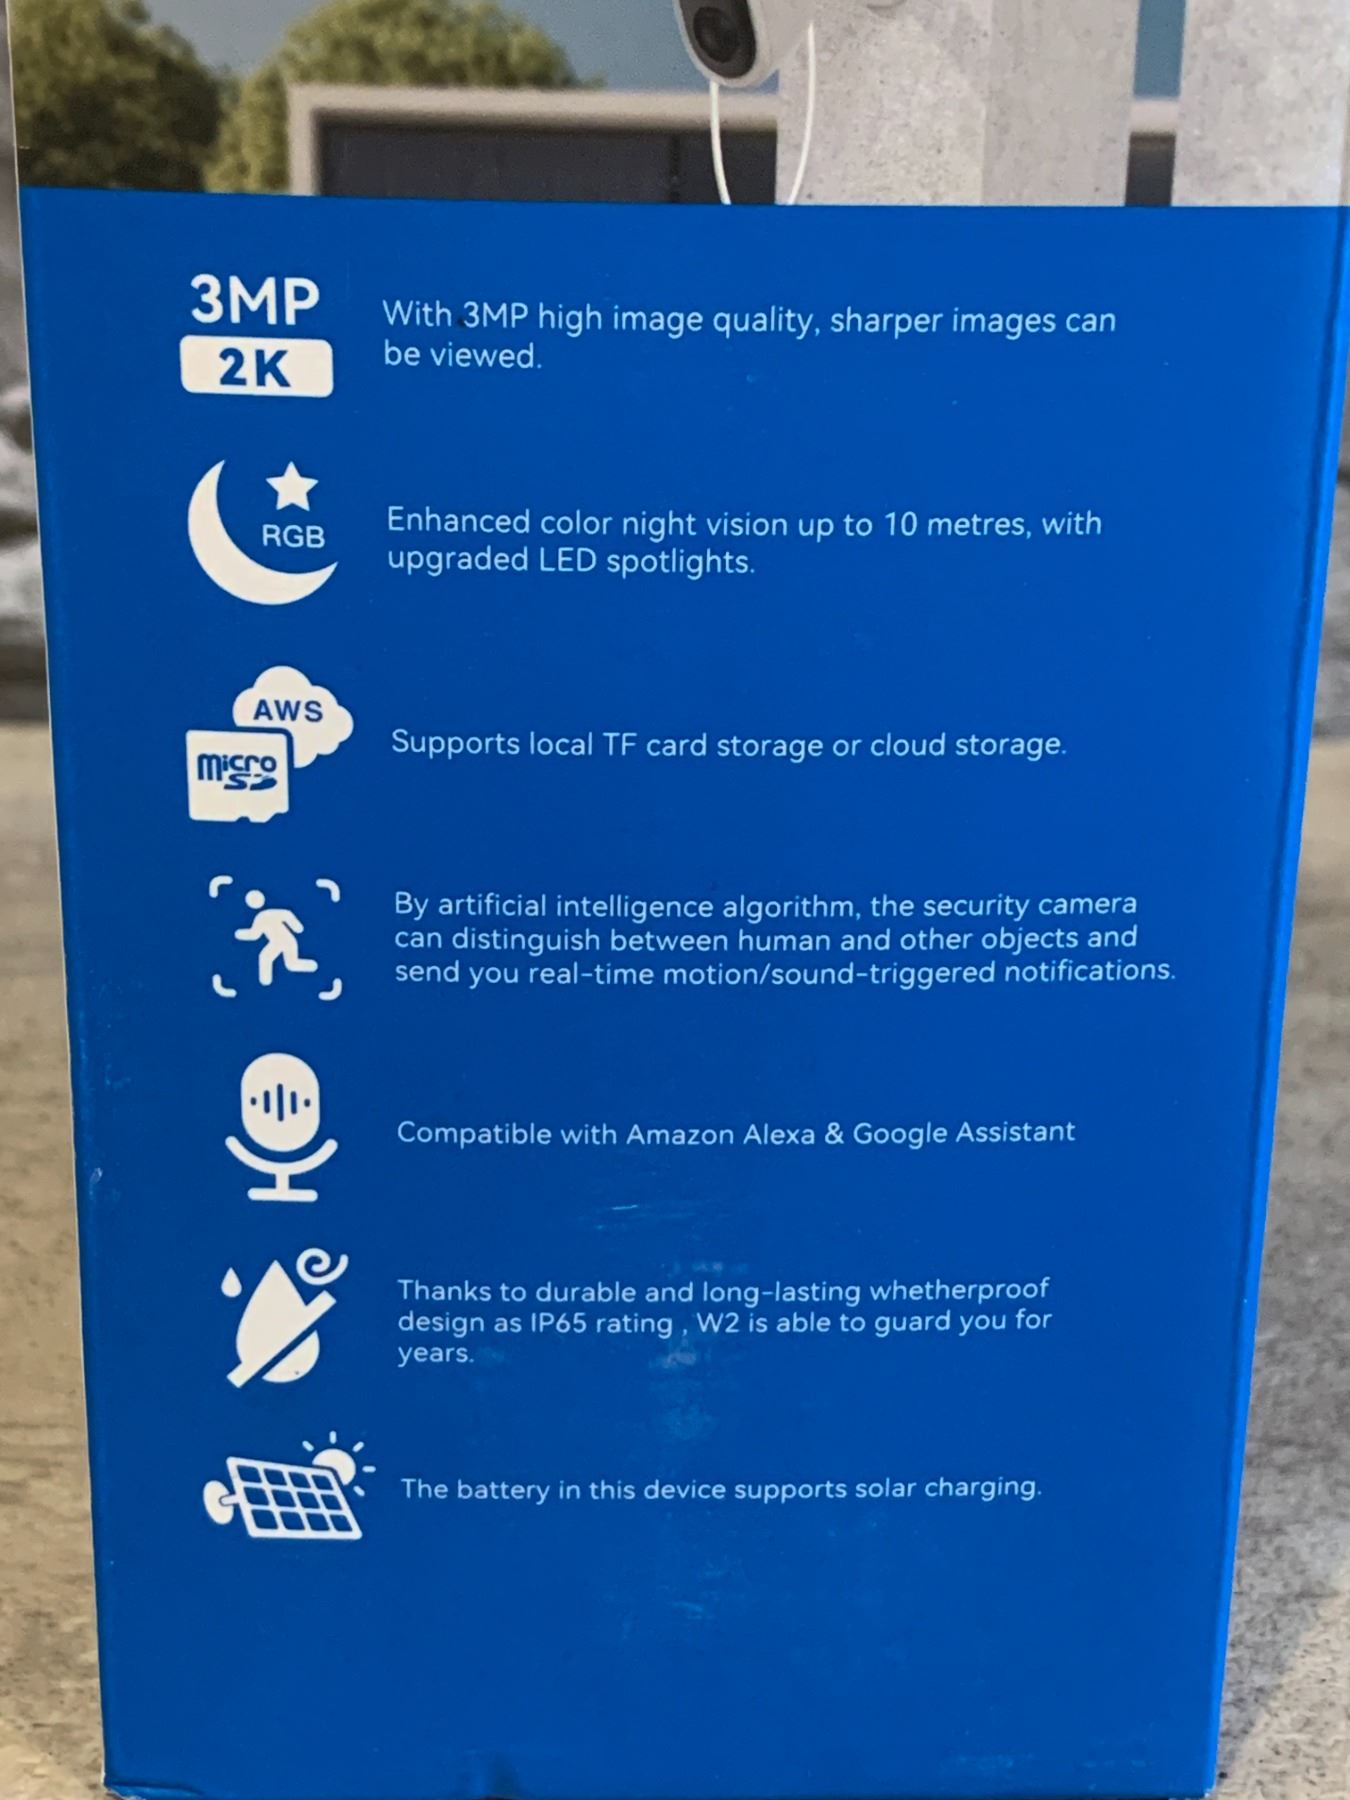 3MP
2K
With 3MP high image quality, sharper images can
be viewed.
RGB
Enhanced color night vision up to 10 metres, with
upgraded LED spotlights.
AWS
micro
SD
Supports local TF card storage or cloud storage.
By artificial intelligence algorithm, the security camera
can distinguish between human and other objects and
send you real-time motion/sound-triggered notifications.
Compatible with Amazon Alexa & Google Assistant
Thanks to durable and long-lasting whetherproof
design as IP65 rating , W2 is able to guard you for
years.
The battery in this device supports solar charging.